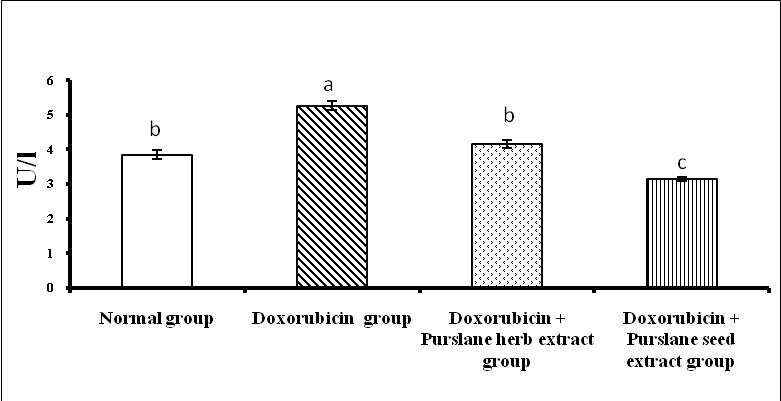 6
5
4
3
2
1
0
U/l
b
a
b
c
Normal group
Doxorubicin group
Doxorubicin +
Purslane herb extract
group
Doxorubicin +
Purslane seed
extract group